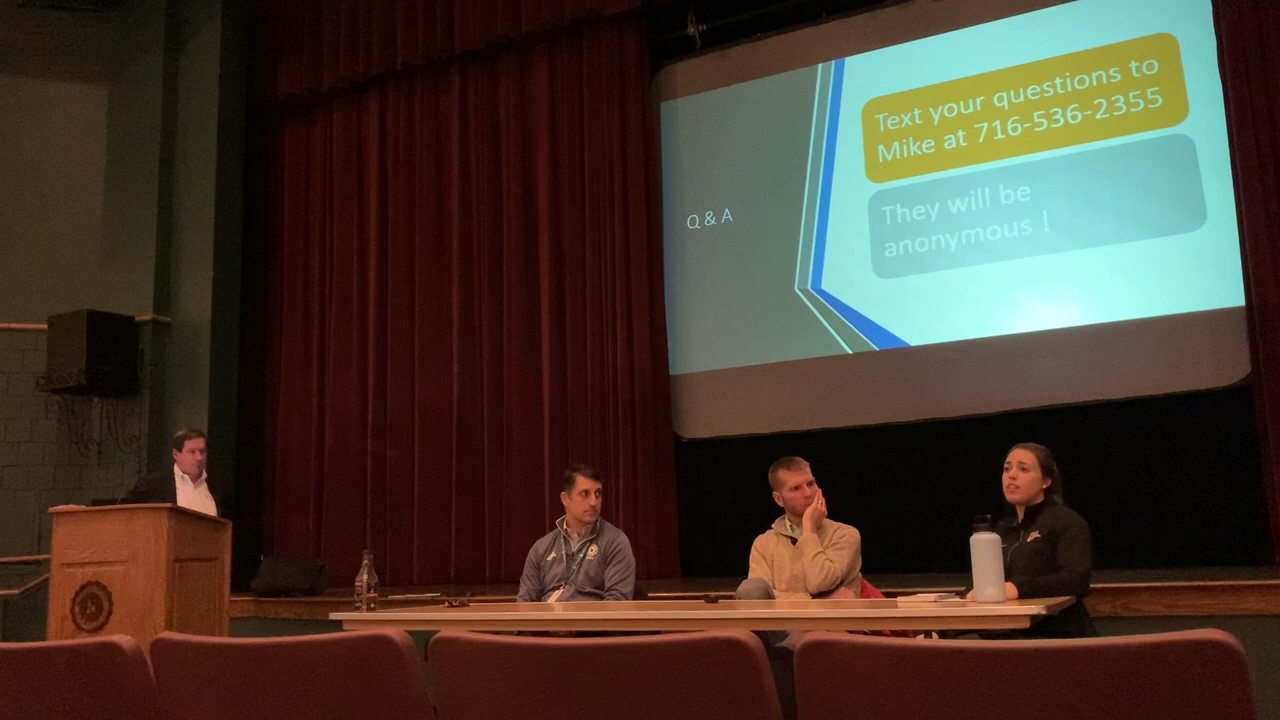 Q & A
Text your questions to
Mike at 716-536-2355
They will be
anonymous !
N